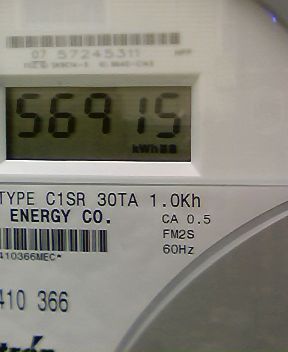 07 57245311
56915
kWh
TYPE C1SR 30TA 1.0Kh
ENERGY CO.
CA 0.5
FM2S
60Hz
410366MEC*
410 366